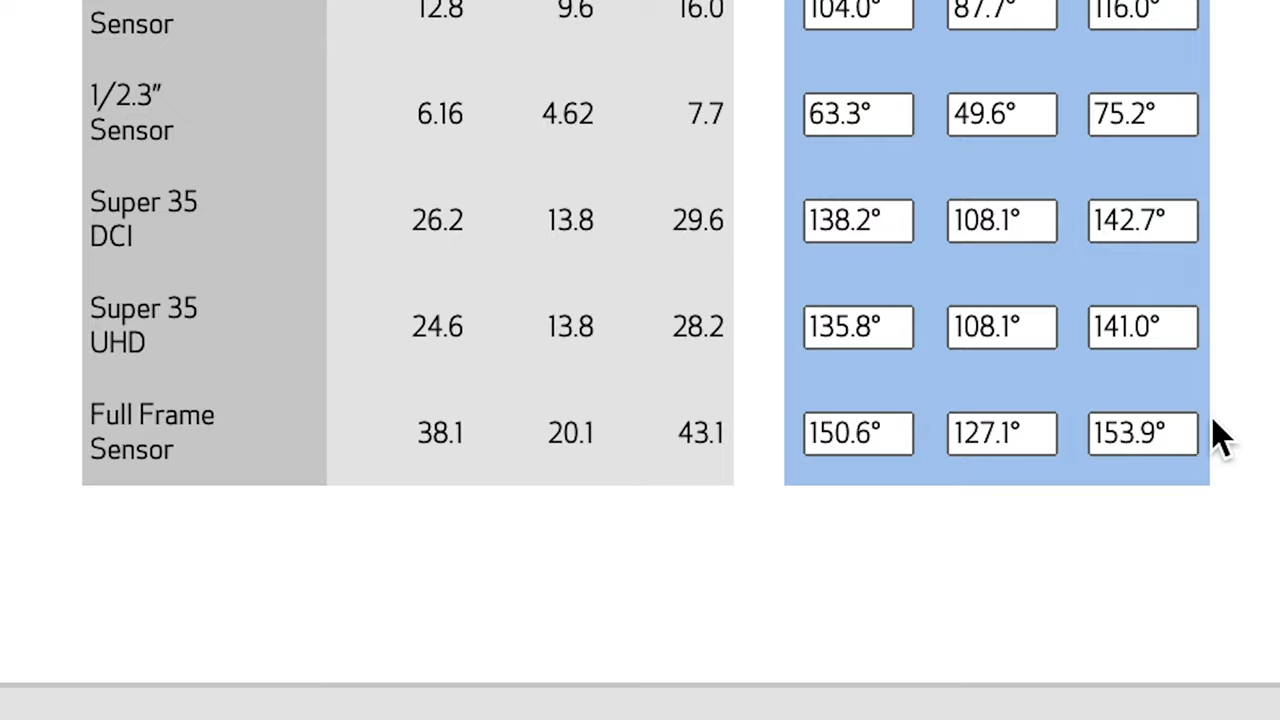 Sensor 12.8 9.6 16.0 104.0° 87.7° 116.0°
1/2.3"
Sensor 6.16 4.62 7.7 63.3° 49.6° 75.2°
Super 35
DCI 26.2 13.8 29.6 138.2° 108.1° 142.7°
Super 35
UHD 24.6 13.8 28.2 135.8° 108.1° 141.0°
Full Frame
Sensor 38.1 20.1 43.1 150.6° 127.1° 153.9°